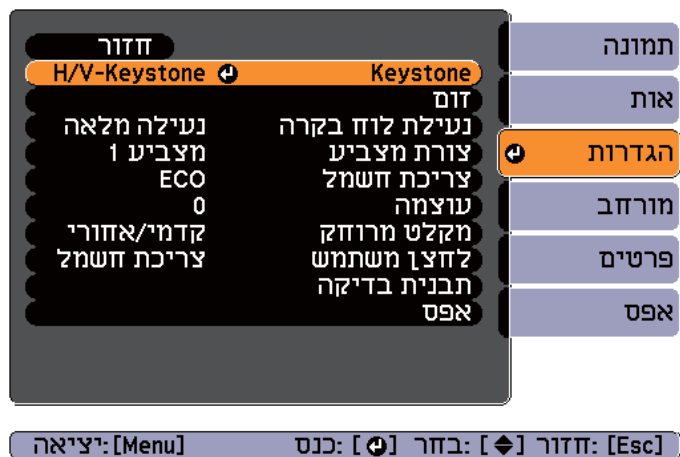 תמונה
אות
הגדרות
מורחב
פרטים
אפס
חזור
Keystone H/V-Keystone
זום
נעילת לוח בקרה נעילה מלאה
צורת מצביע מצביע 1
צריכת חשמל ECO
עוצמה 0
מקלט מרוחק קדמי/אחורי
לחצן משתמש צריכת חשמל
תבנית בדיקה
אפס
[Esc] :חזור [◆] :בחר [↵] :כנס [Menu]:יציאה